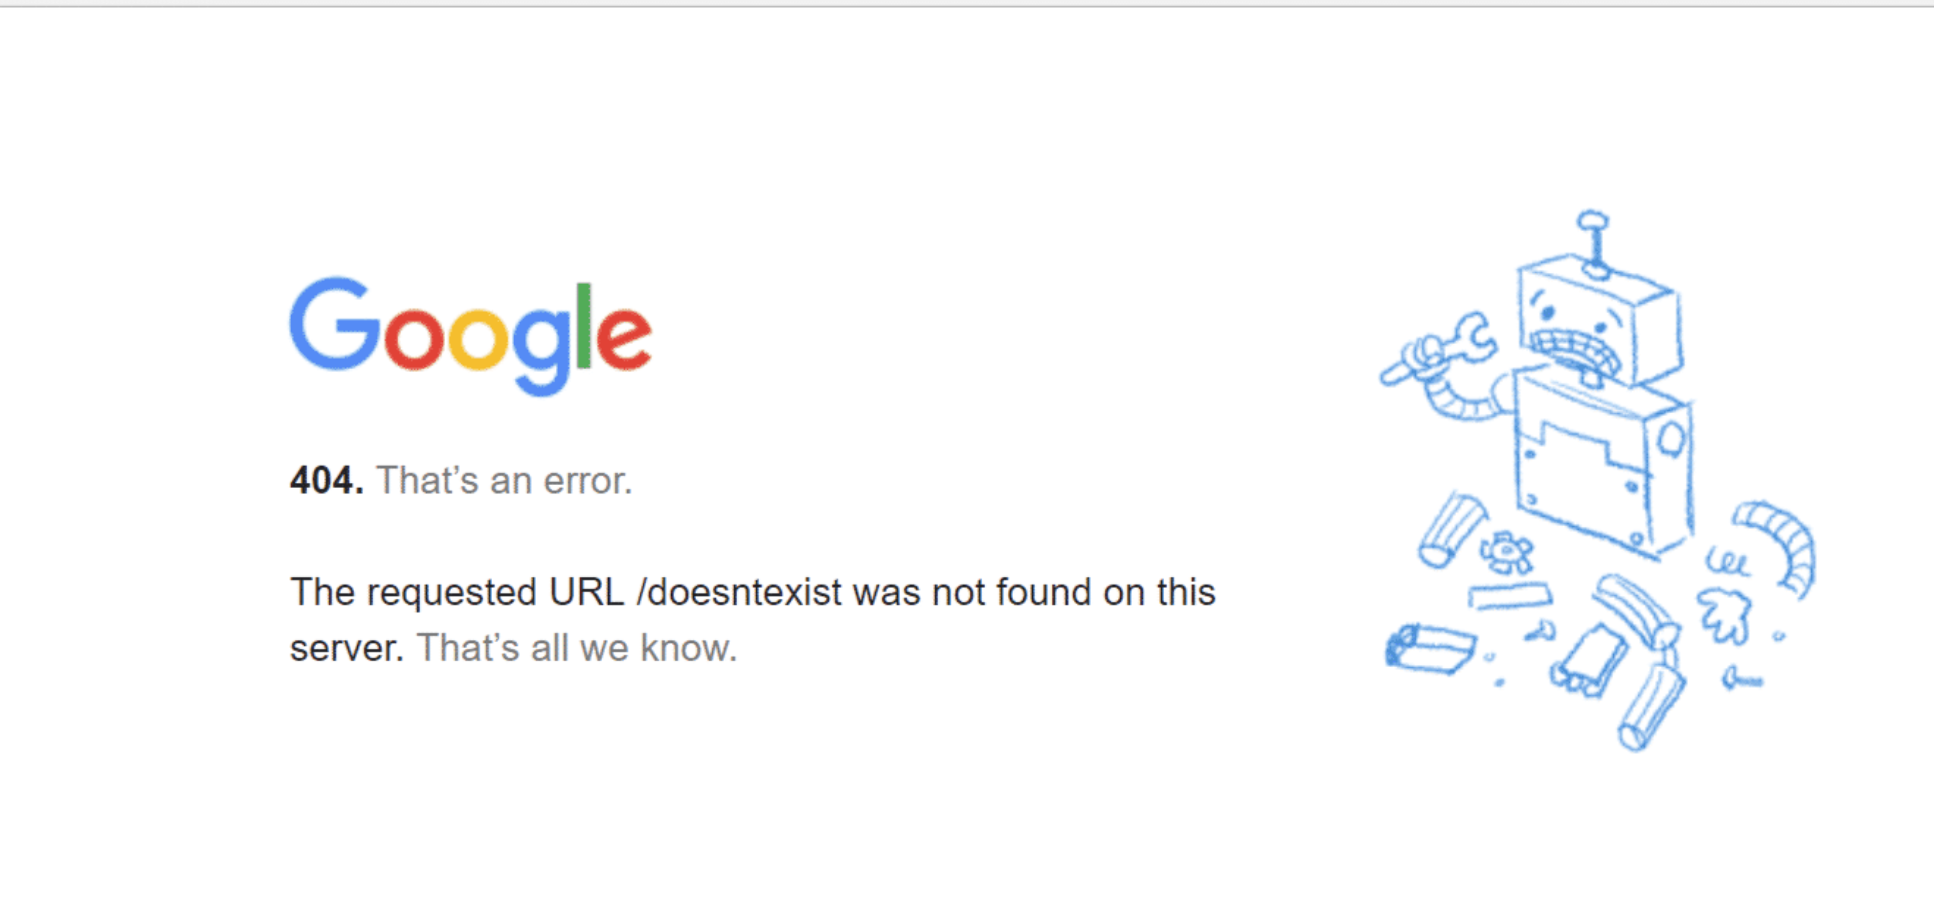 Google
404. That’s an error.
The requested URL /doesntexist was not found on this
server. That’s all we know.